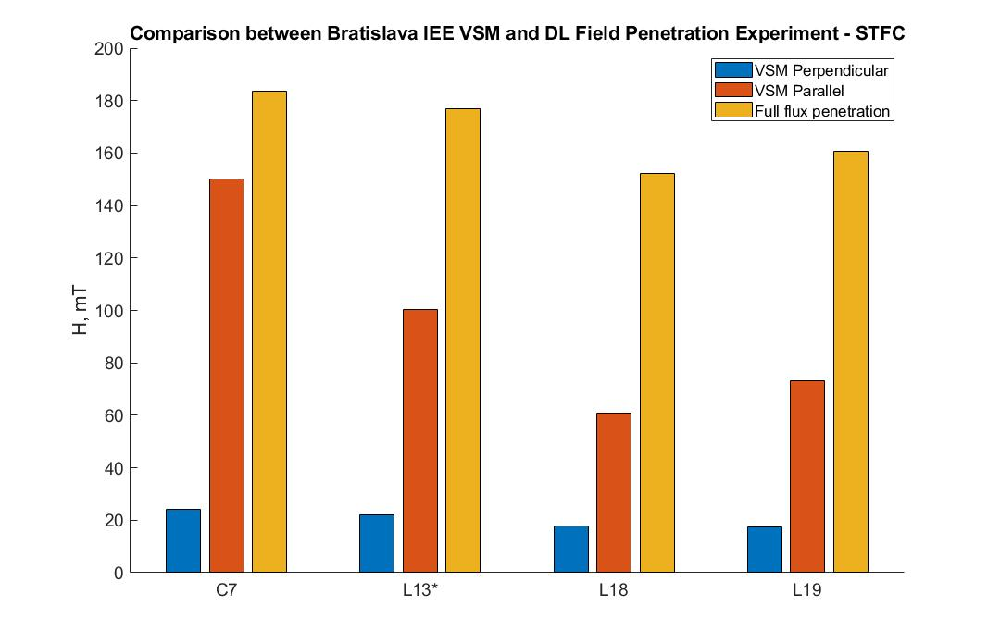 Comparison between Bratislava IEE VSM and DL Field Penetration Experiment - STFC
VSM Perpendicular
VSM Parallel
Full flux penetration
H, mT
200
180
160
140
120
100
80
60
40
20
0
C7
L13*
L18
L19